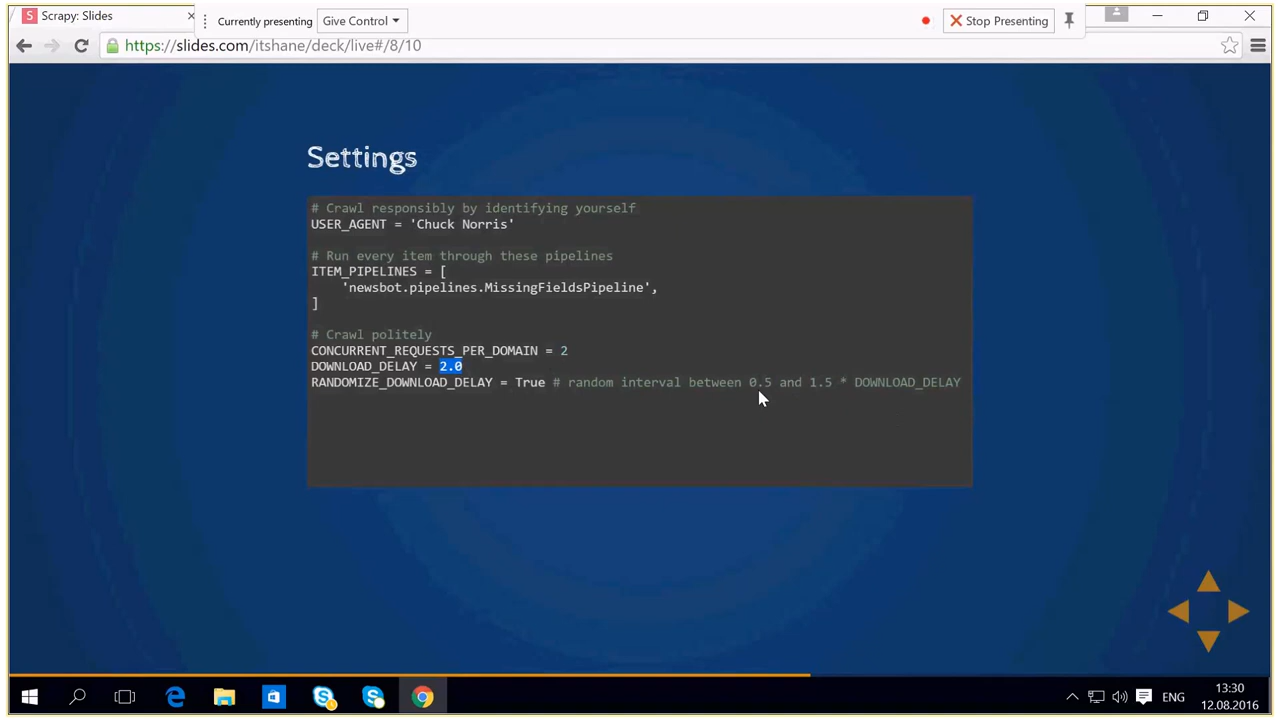 Scrapy: Slides
Currently presenting
Give Control
Stop Presenting
https://slides.com/itshane/deck/live#/8/10
Settings
# Crawl responsibly by identifying yourself
USER_AGENT = 'Chuck Norris'
# Run every item through these pipelines
ITEM_PIPELINES = [
'newsbot.pipelines.MissingFieldsPipeline',
]
# Crawl politely
CONCURRENT_REQUESTS_PER_DOMAIN = 2
DOWNLOAD_DELAY = 2.0
RANDOMIZE_DOWNLOAD_DELAY = True # random interval between 0.5 and 1.5 * DOWNLOAD_DELAY
ENG
13:30
12.08.2016